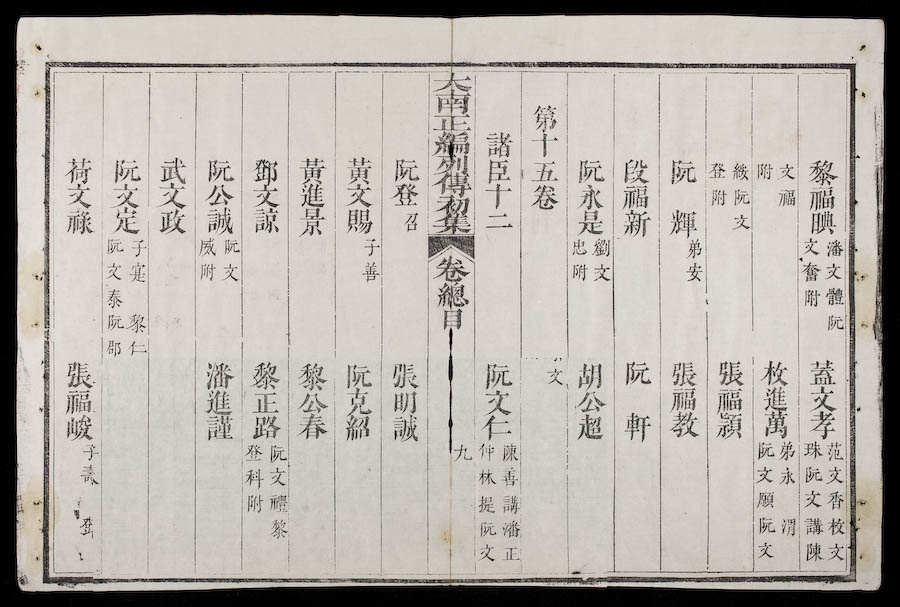 黎福腆 潘文體阮
文奮附
蓋文孝 范文香枚文
珠阮文講陳
文福
附
枚進萬 弟永 渭
阮文願阮文
綏阮文
登附
張福穎
阮 輝 弟安
張福教
段福新
阮 軒
阮永是 劉文
忠附
胡公超
第十五卷
文
諸臣十二
阮文仁 陳善講潘正
仲林提阮文
大南正編列傳初集 卷總目
九
阮登召
張明誠
黃文賜 子善
阮克紹
黃進景
黎公春
鄧文諒
黎正路 阮文禮黎
登科附
阮公誠 阮文
威附
潘進謹
武文政
阮文定 子寔 黎仁
阮文泰阮郡
荷文祿
張福峻 子壽 鄧